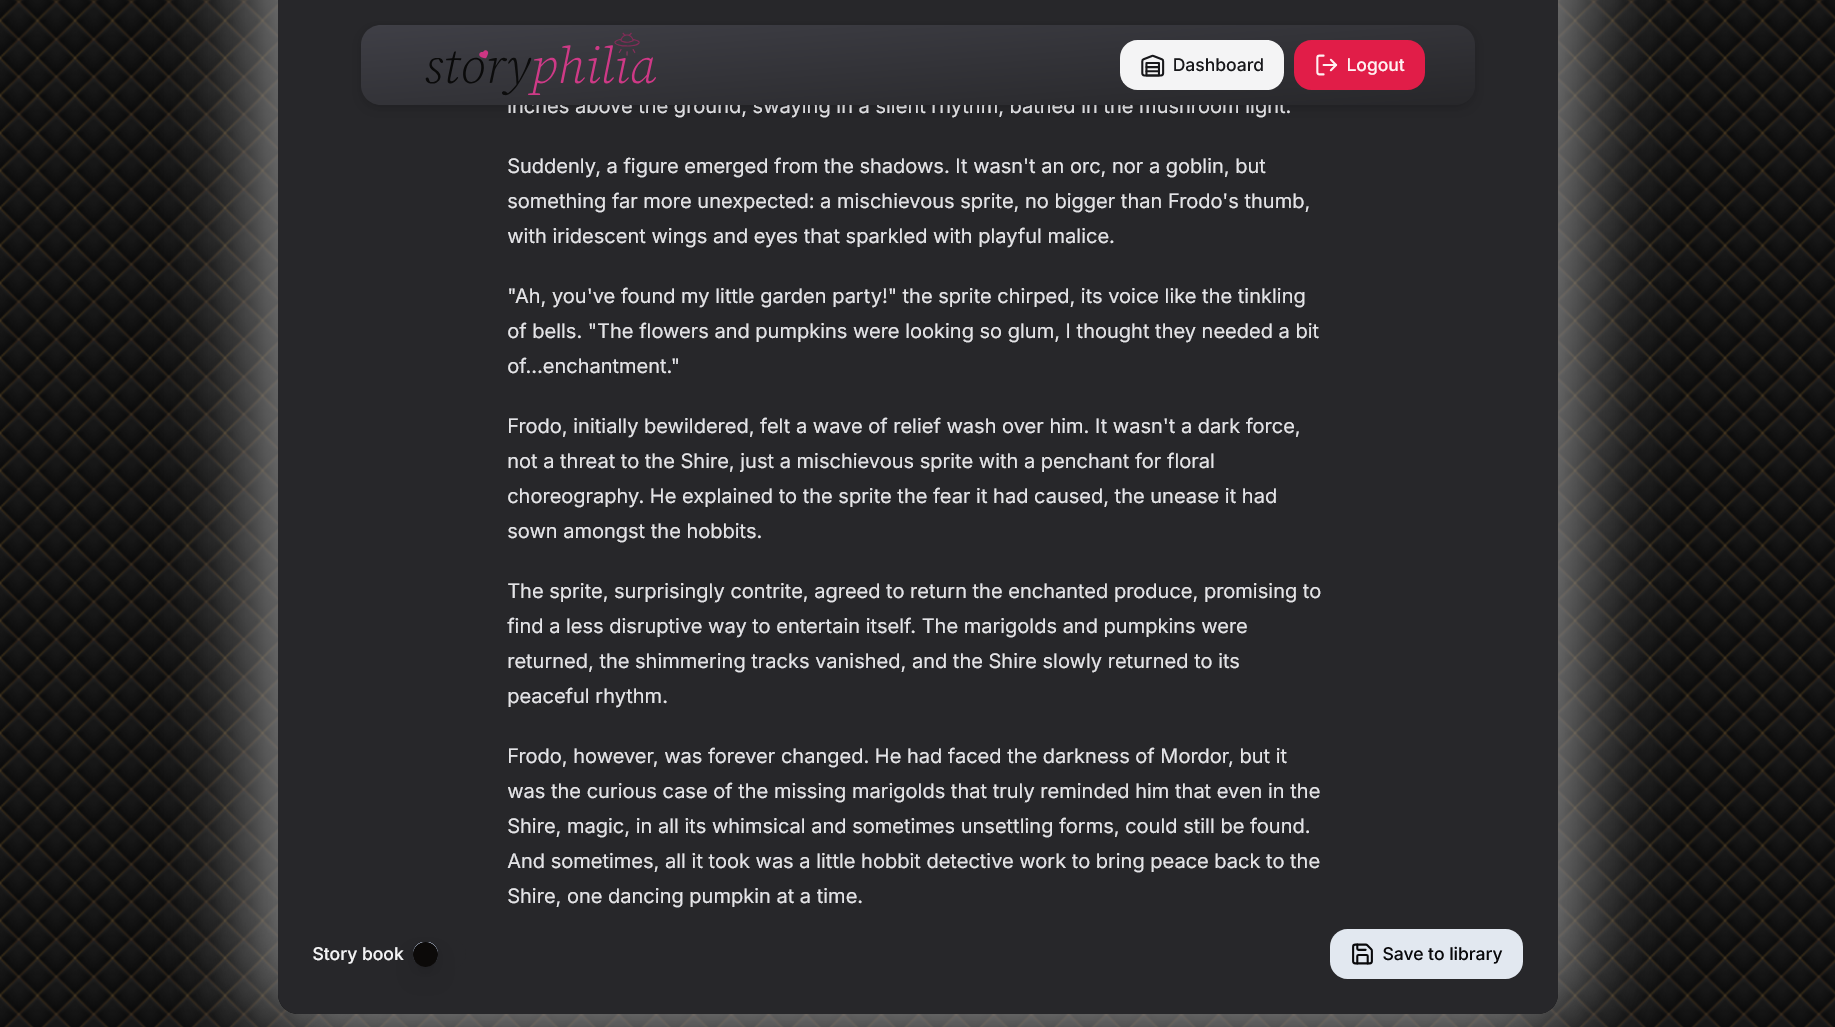 storyphilia
Dashboard
Logout
inches above the ground, swaying in a silent rhythm, bathed in the mushroom light.
Suddenly, a figure emerged from the shadows. It wasn't an orc, nor a goblin, but
something far more unexpected: a mischievous sprite, no bigger than Frodo's thumb,
with iridescent wings and eyes that sparkled with playful malice.
"Ah, you've found my little garden party!" the sprite chirped, its voice like the tinkling
of bells. "The flowers and pumpkins were looking so glum, I thought they needed a bit
of...enchantment."
Frodo, initially bewildered, felt a wave of relief wash over him. It wasn't a dark force,
not a threat to the Shire, just a mischievous sprite with a penchant for floral
choreography. He explained to the sprite the fear it had caused, the unease it had
sown amongst the hobbits.
The sprite, surprisingly contrite, agreed to return the enchanted produce, promising to
find a less disruptive way to entertain itself. The marigolds and pumpkins were
returned, the shimmering tracks vanished, and the Shire slowly returned to its
peaceful rhythm.
Frodo, however, was forever changed. He had faced the darkness of Mordor, but it
was the curious case of the missing marigolds that truly reminded him that even in the
Shire, magic, in all its whimsical and sometimes unsettling forms, could still be found.
And sometimes, all it took was a little hobbit detective work to bring peace back to the
Shire, one dancing pumpkin at a time.
Story book
Save to library